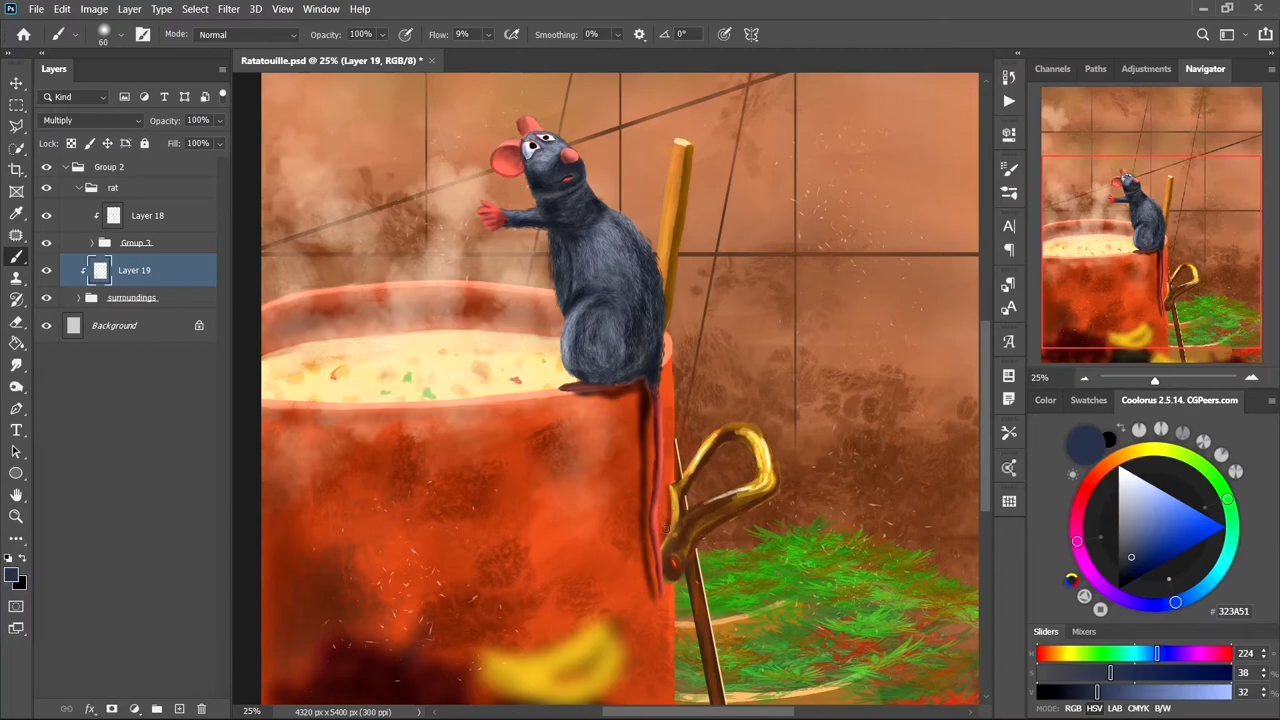 Ps File Edit Image Layer Type Select Filter 3D View Window Help
60 Mode: Normal Opacity: 100% Flow: 9% Smoothing: 0% 0°
Layers
Ratatouille.psd @ 25% (Layer 19, RGB/8) * ×
Channels Paths Adjustments Navigator
Kind
Multiply Opacity: 100%
Lock: Fill: 100%
Group 2
rat
Layer 18
Group 3
Layer 19
surroundings
Background
25%
Color Swatches Coolorus 2.5.14. CGPeers.com
# 323A51
Sliders Mixers
H 224 °
S 38 %
V 32 %
MODE: RGB HSV LAB CMYK B/W
fx
25% 4320 px x 5400 px (300 ppi)